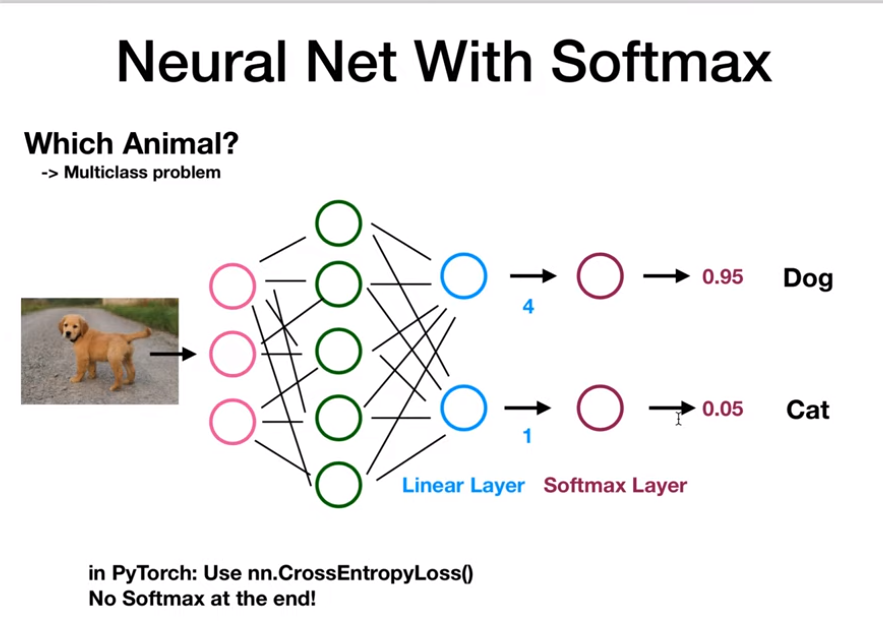 Neural Net With Softmax
Which Animal?
-> Multiclass problem
0.95 Dog
4
0.05 Cat
1
Linear Layer Softmax Layer
in PyTorch: Use nn.CrossEntropyLoss()
No Softmax at the end!